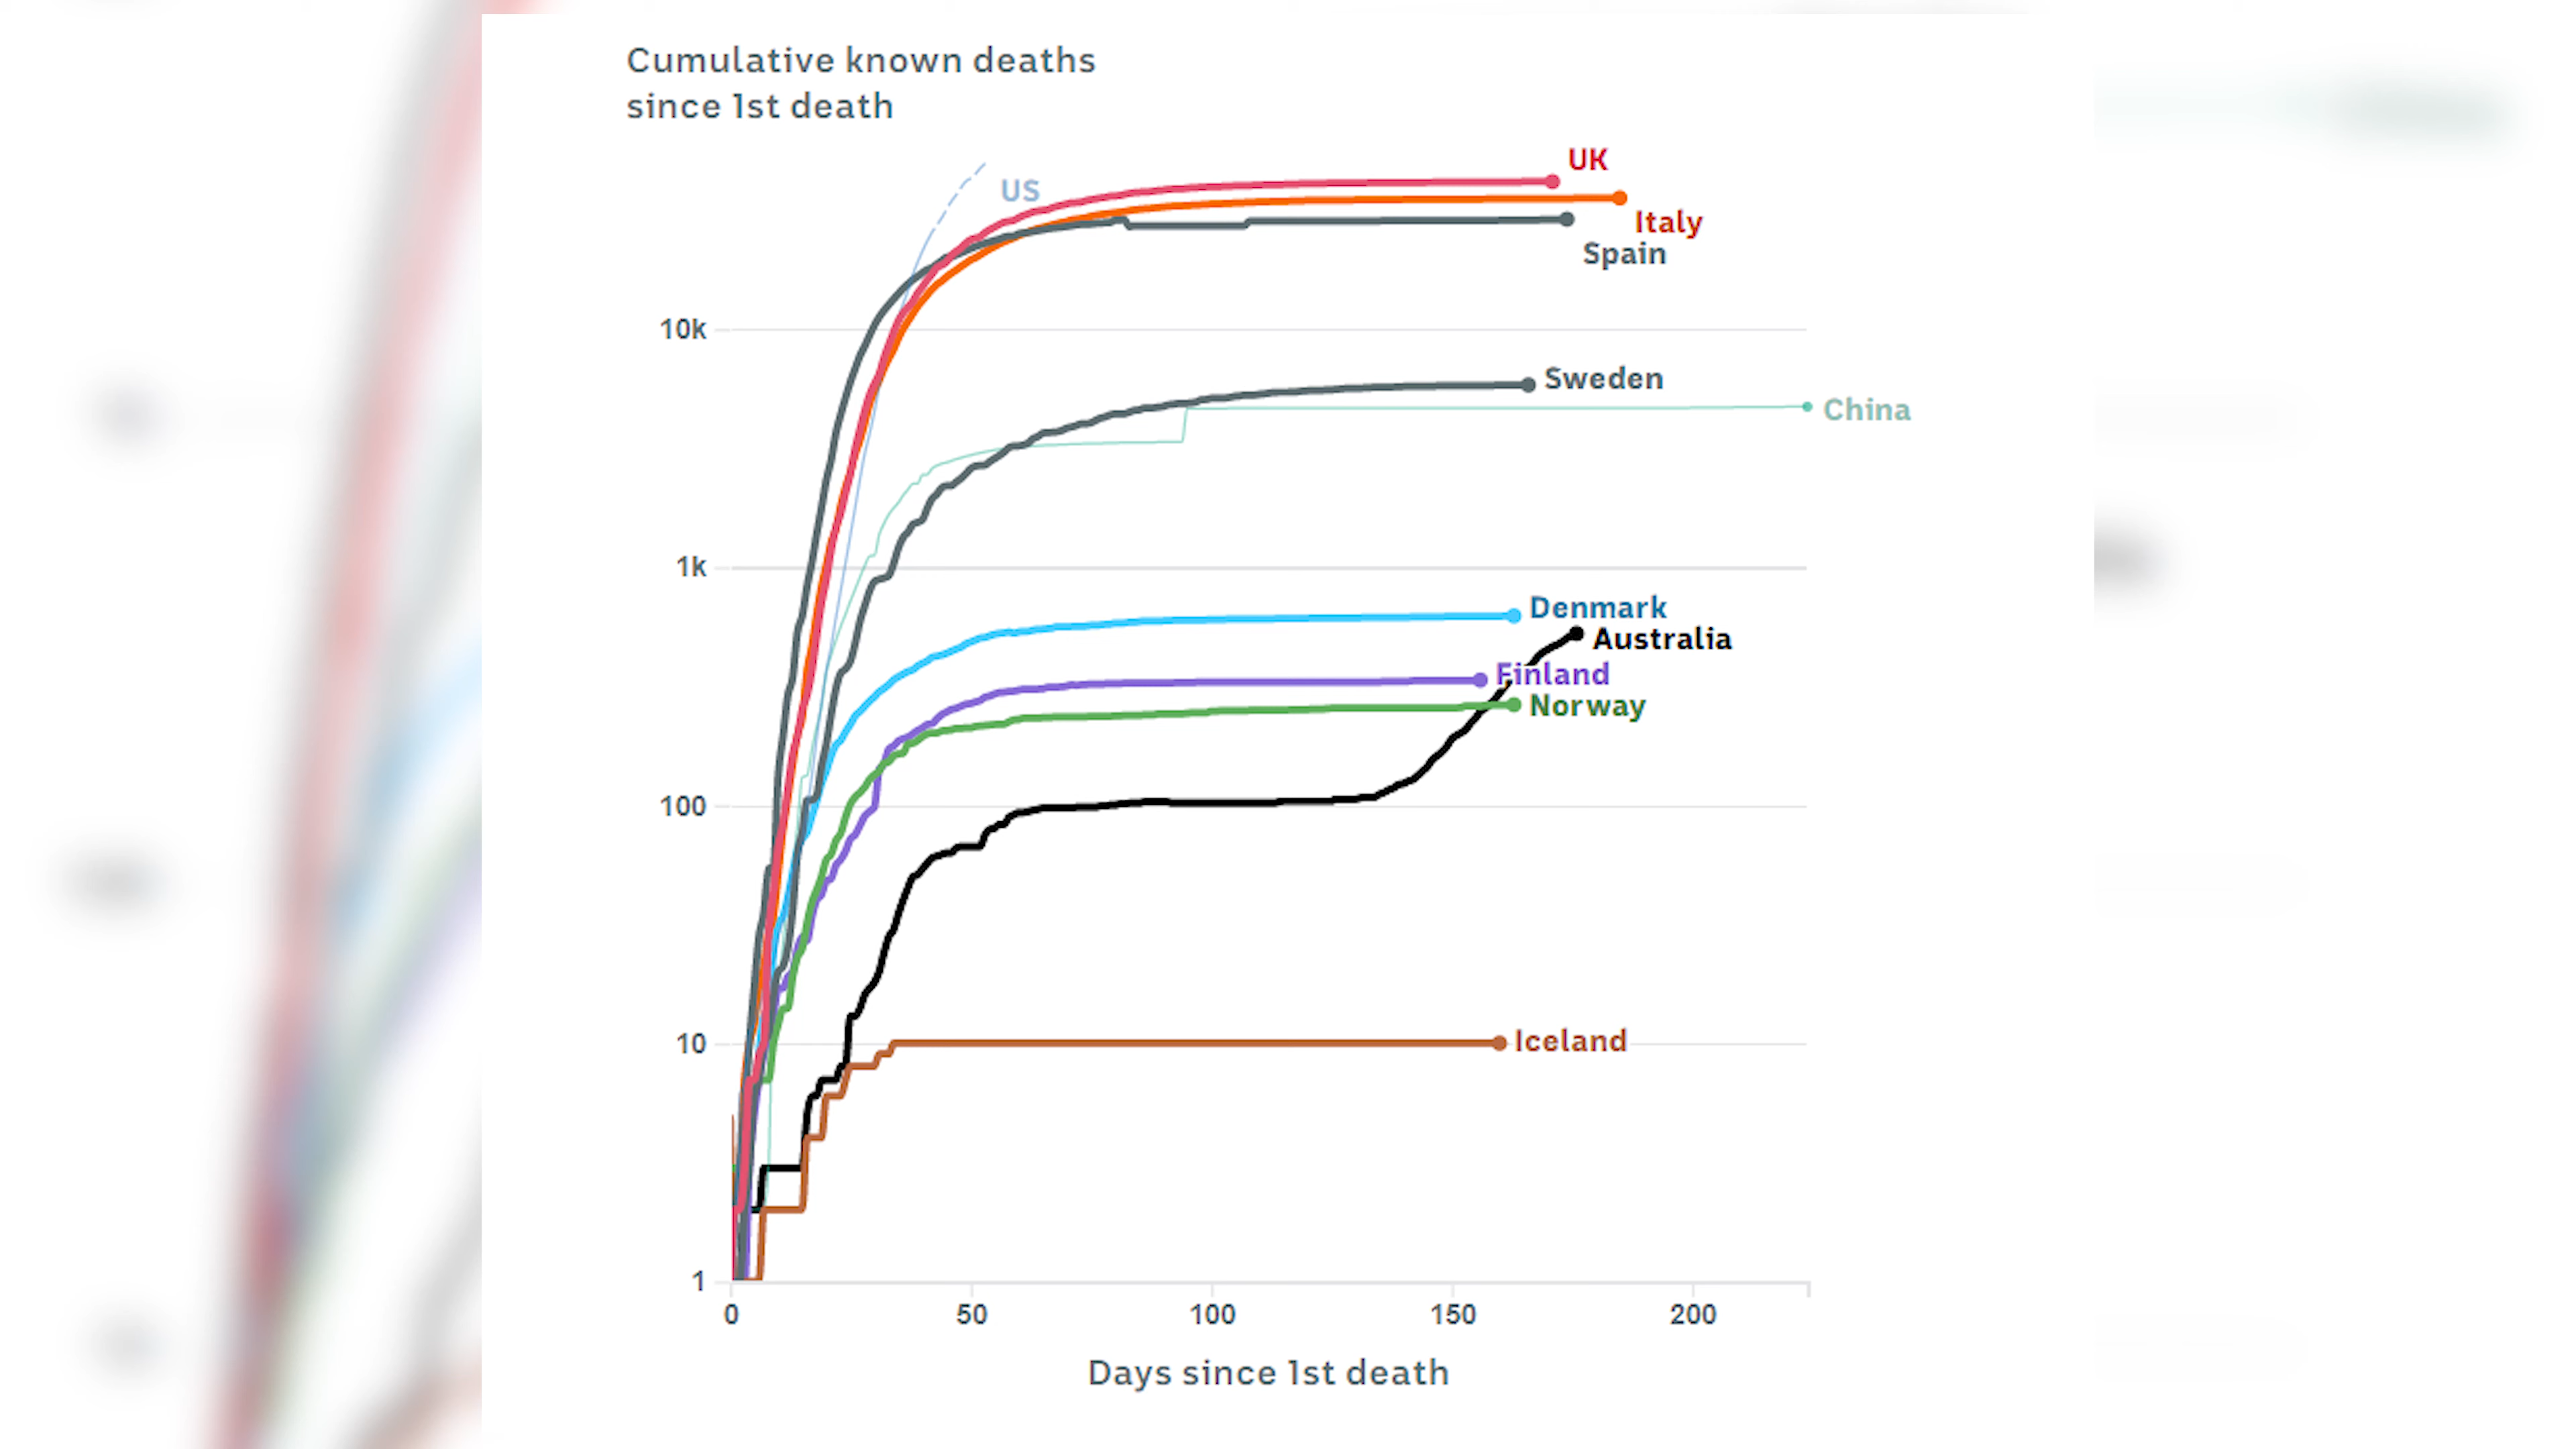 Cumulative known deaths
since 1st death
UK
US
Italy
Spain
10k
Sweden
China
1k
Denmark
Australia
Finland
Norway
100
10
Iceland
1
0 50 100 150 200
Days since 1st death